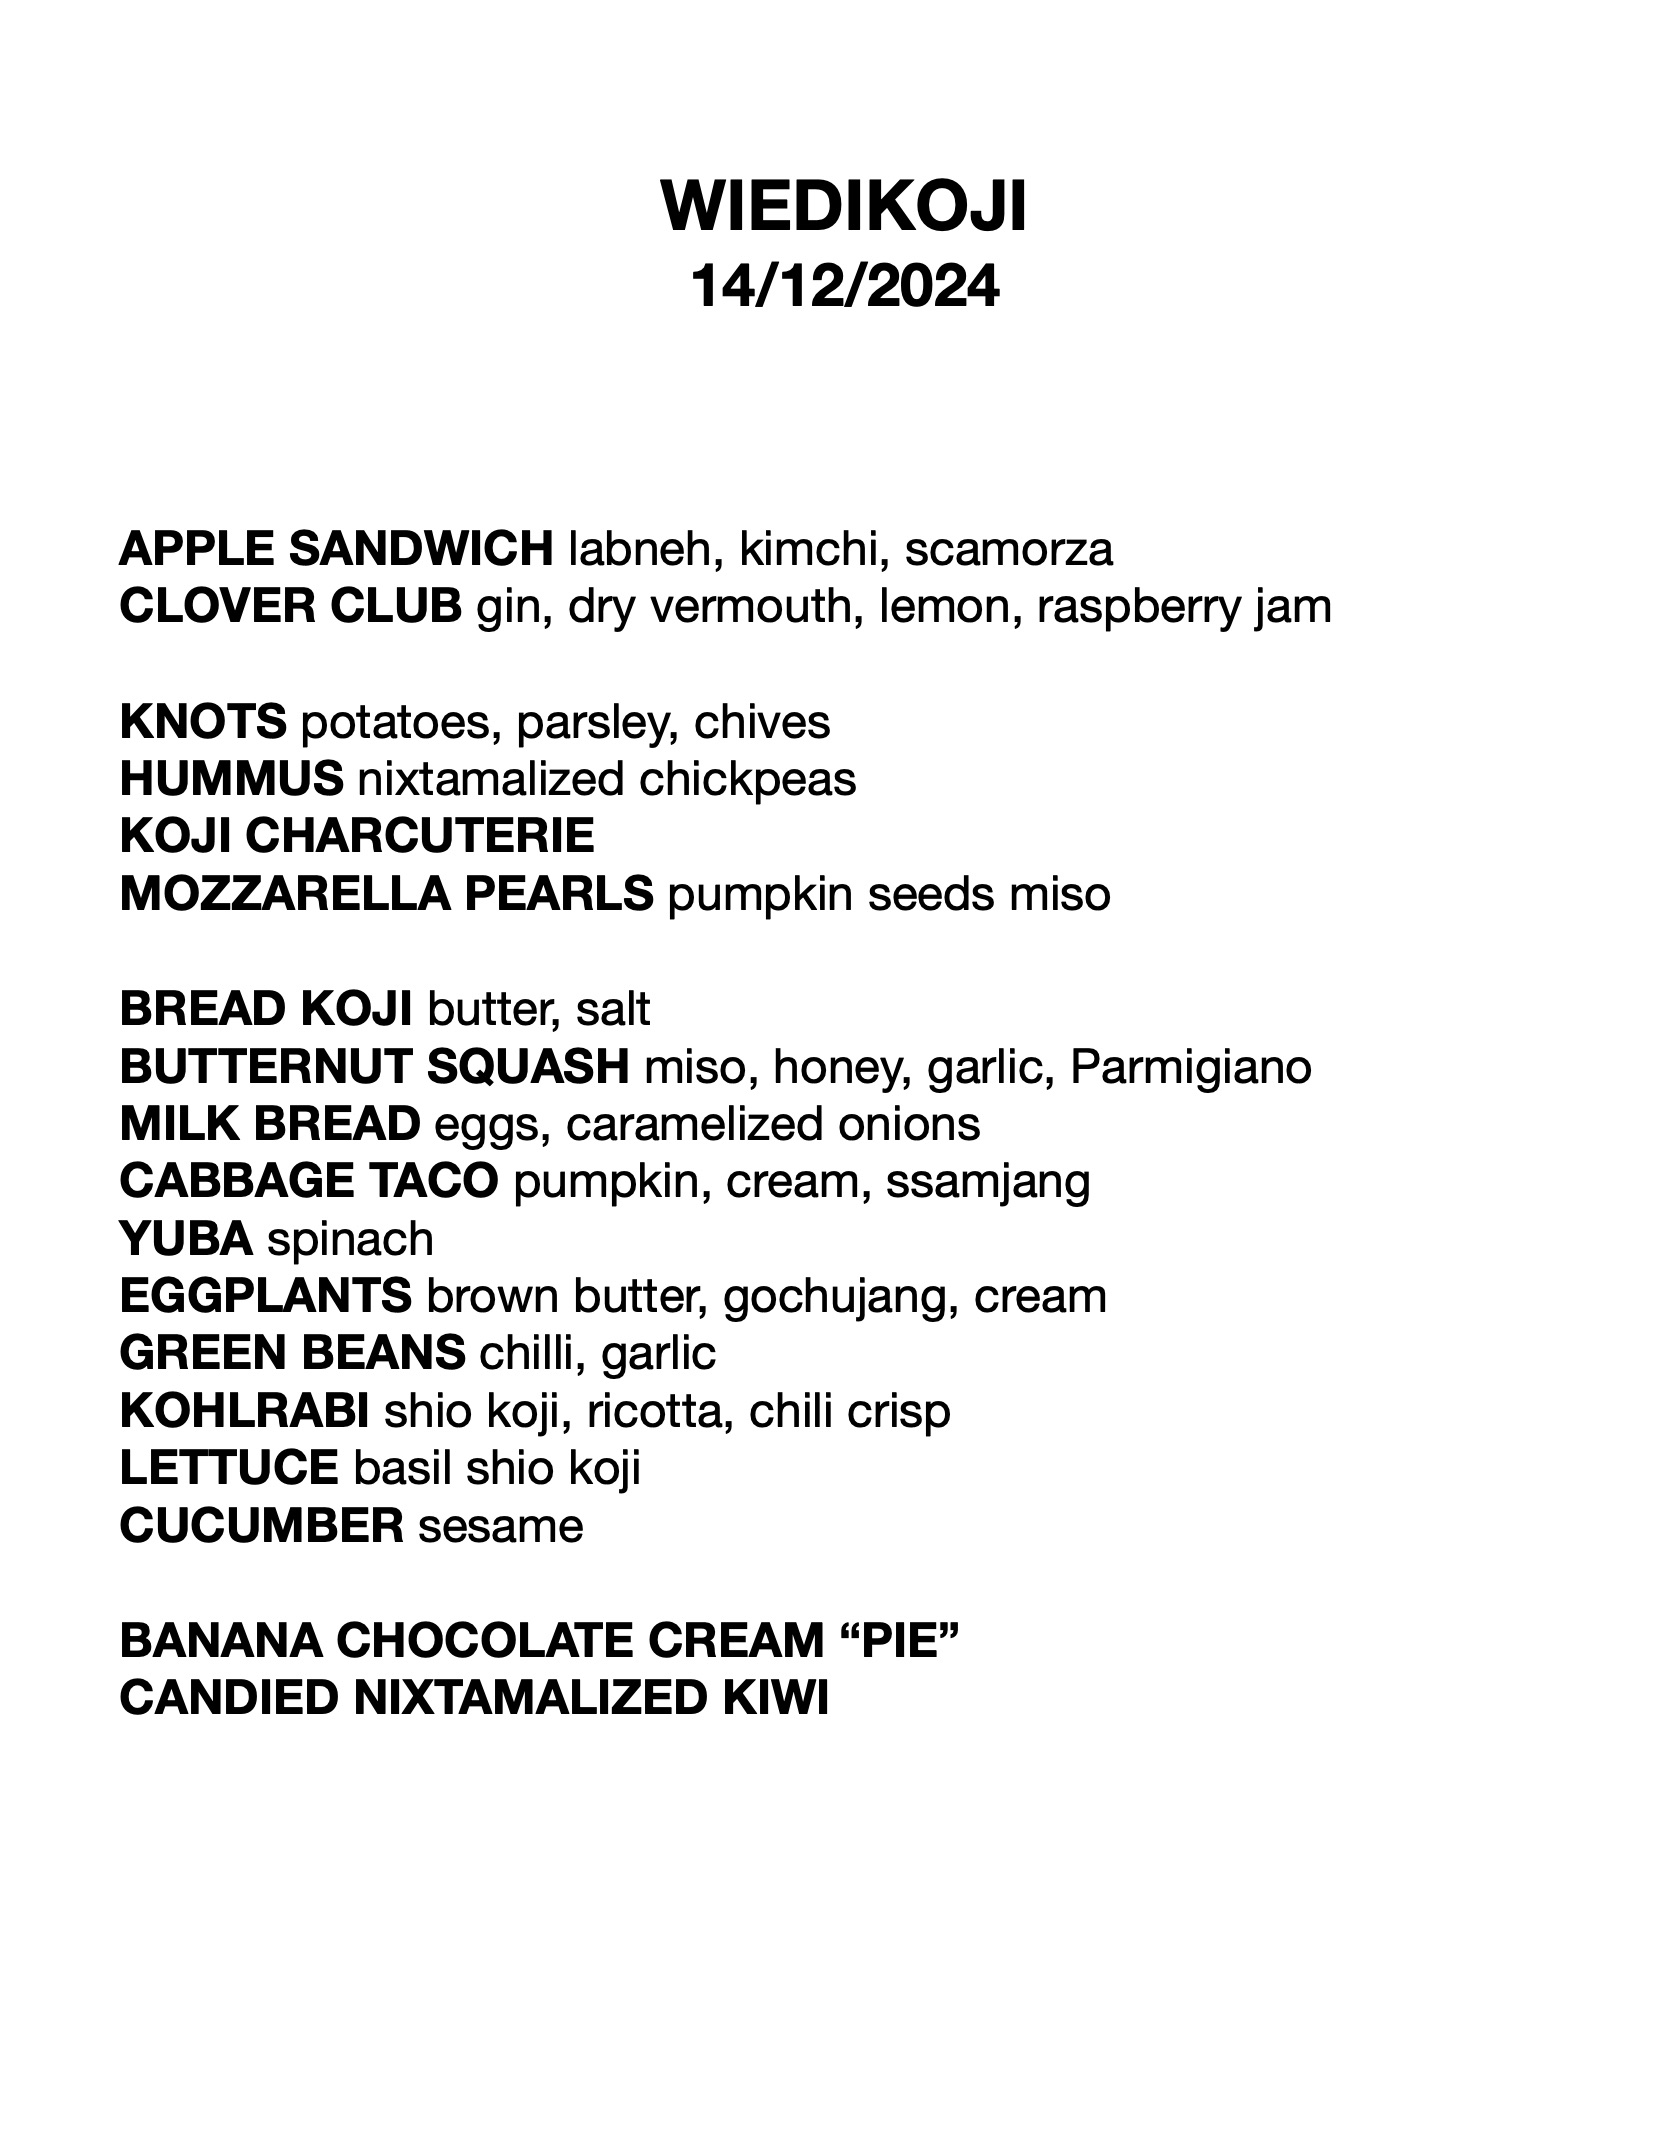 WIEDIKOJI
14/12/2024
APPLE SANDWICH labneh, kimchi, scamorza
CLOVER CLUB gin, dry vermouth, lemon, raspberry jam
KNOTS potatoes, parsley, chives
HUMMUS nixtamalized chickpeas
KOJI CHARCUTERIE
MOZZARELLA PEARLS pumpkin seeds miso
BREAD KOJI butter, salt
BUTTERNUT SQUASH miso, honey, garlic, Parmigiano
MILK BREAD eggs, caramelized onions
CABBAGE TACO pumpkin, cream, ssamjang
YUBA spinach
EGGPLANTS brown butter, gochujang, cream
GREEN BEANS chilli, garlic
KOHLRABI shio koji, ricotta, chili crisp
LETTUCE basil shio koji
CUCUMBER sesame
BANANA CHOCOLATE CREAM “PIE”
CANDIED NIXTAMALIZED KIWI